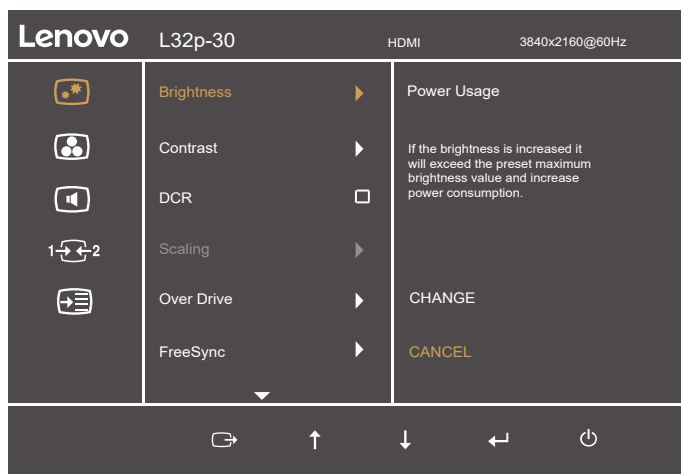 Lenovo L32p-30 HDMI 3840x2160@60Hz
Brightness
Contrast
DCR
Scaling
Over Drive
FreeSync
1 2
Power Usage
If the brightness is increased it
will exceed the preset maximum
brightness value and increase
power consumption.
CHANGE
CANCEL